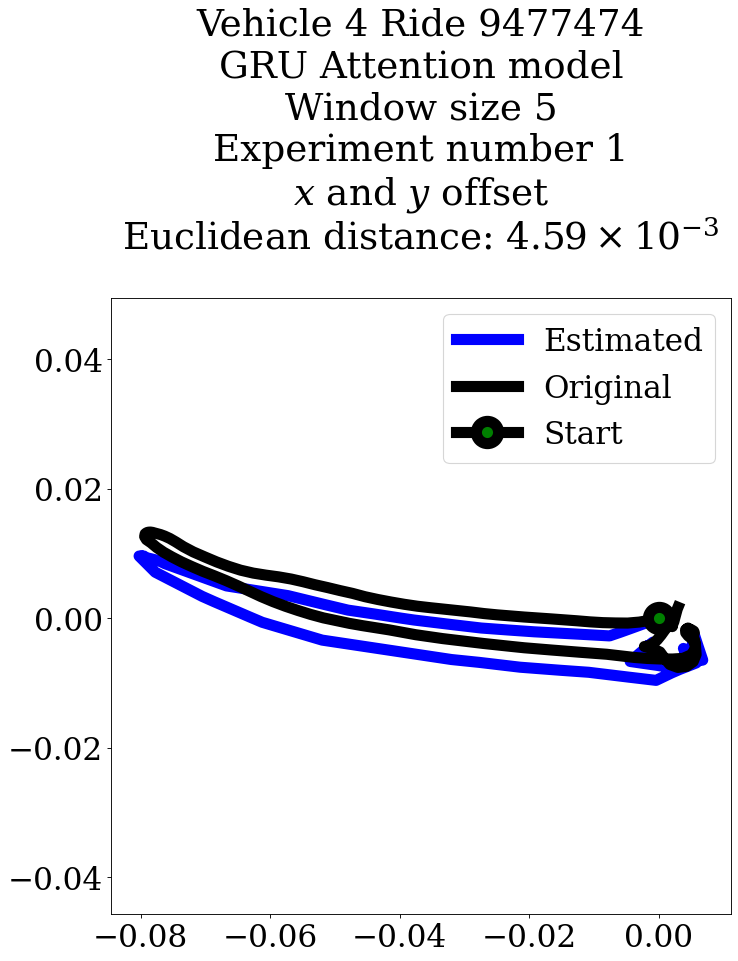 Vehicle 4 Ride 9477474
GRU Attention model
Window size 5
Experiment number 1
x and y offset
Euclidean distance: 4.59 × 10⁻³
Estimated
Original
Start
0.04
0.02
0.00
−0.02
−0.04
−0.08
−0.06
−0.04
−0.02
0.00